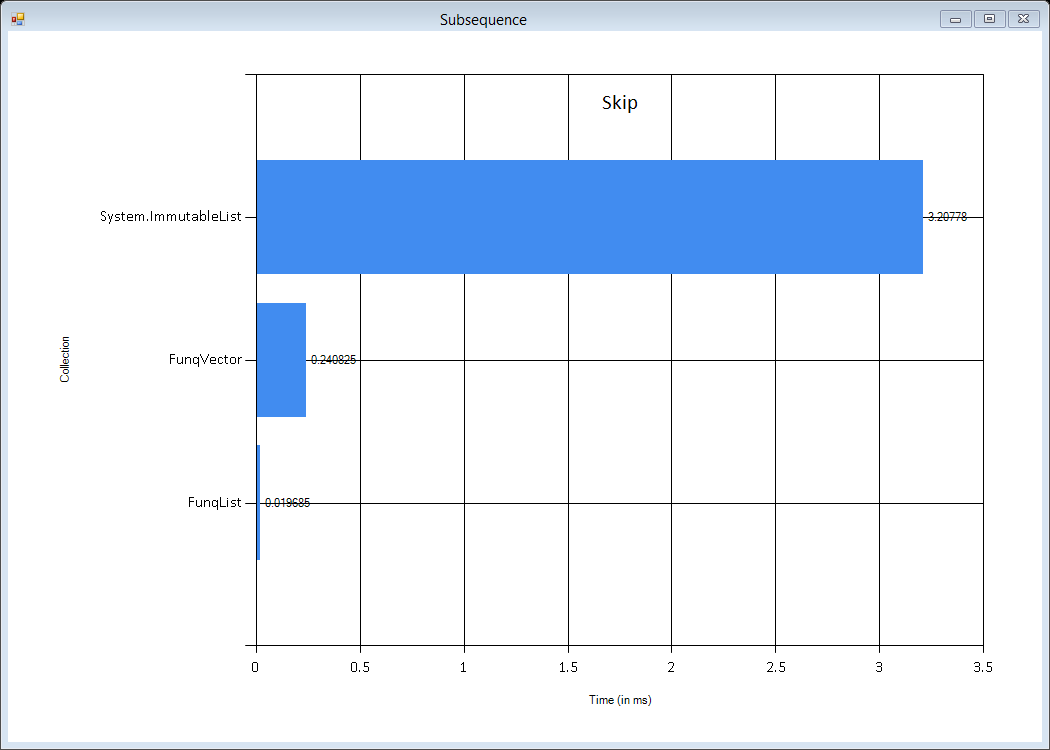 Subsequence
Skip
System.ImmutableList
3.20778
FunqVector
0.240825
Collection
FunqList
0.019685
0 0.5 1 1.5 2 2.5 3 3.5
Time (in ms)